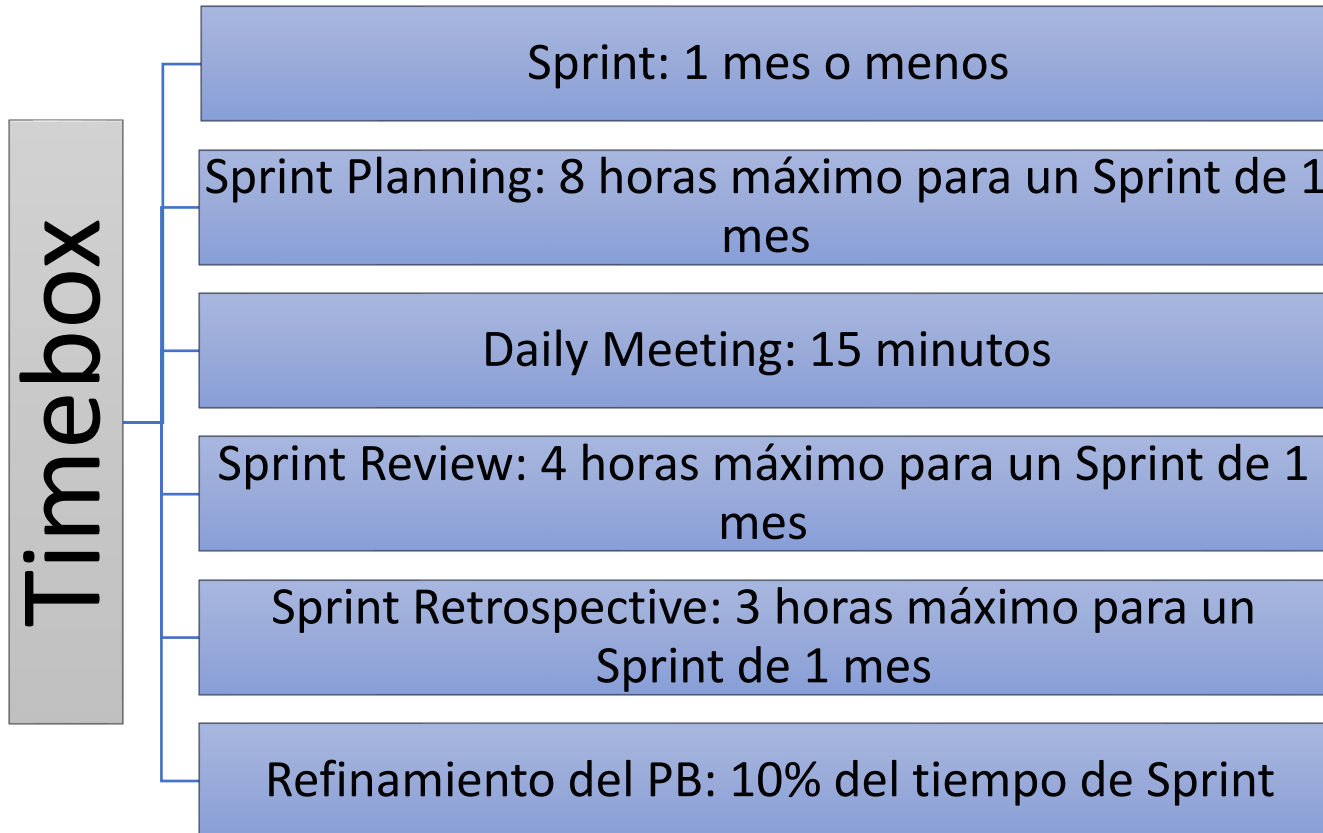 Timebox
Sprint: 1 mes o menos
Sprint Planning: 8 horas máximo para un Sprint de 1
mes
Daily Meeting: 15 minutos
Sprint Review: 4 horas máximo para un Sprint de 1
mes
Sprint Retrospective: 3 horas máximo para un
Sprint de 1 mes
Refinamiento del PB: 10% del tiempo de Sprint